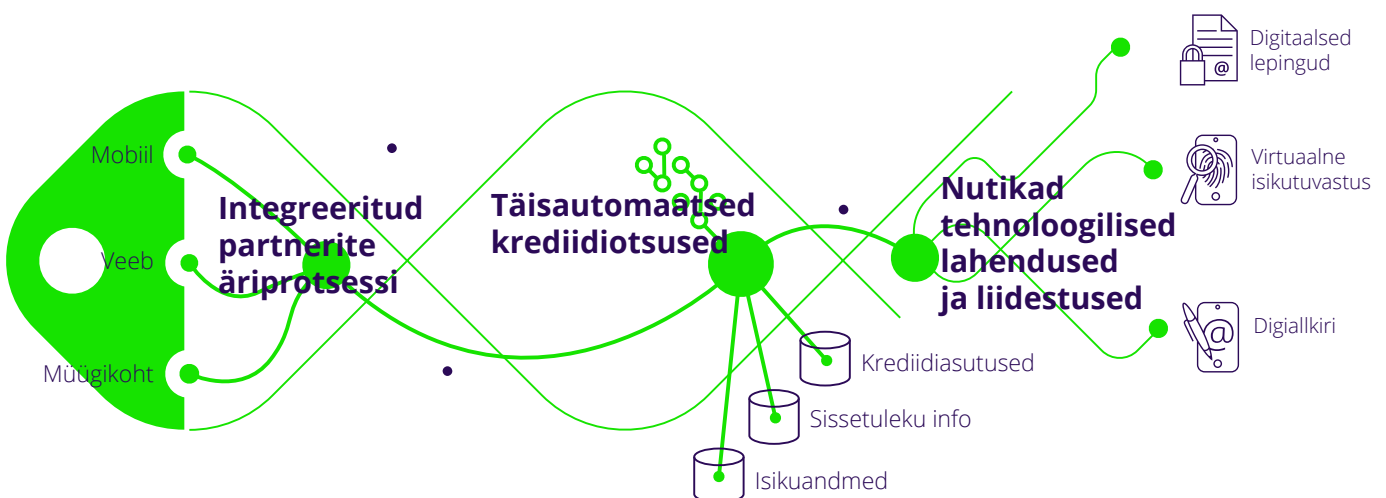 Mobiil
Veeb
Müügikoht
Integreeritud
partnerite
äriprotsessi
Täisautomaatsed
krediidiotsused
Krediidiasutused
Sissetuleku info
Isikuandmed
Nutikad
tehnoloogilised
lahendused
ja liidestused
@
Digitaalsed
lepingud
Virtuaalne
isikutuvastus
@
Digiallkiri